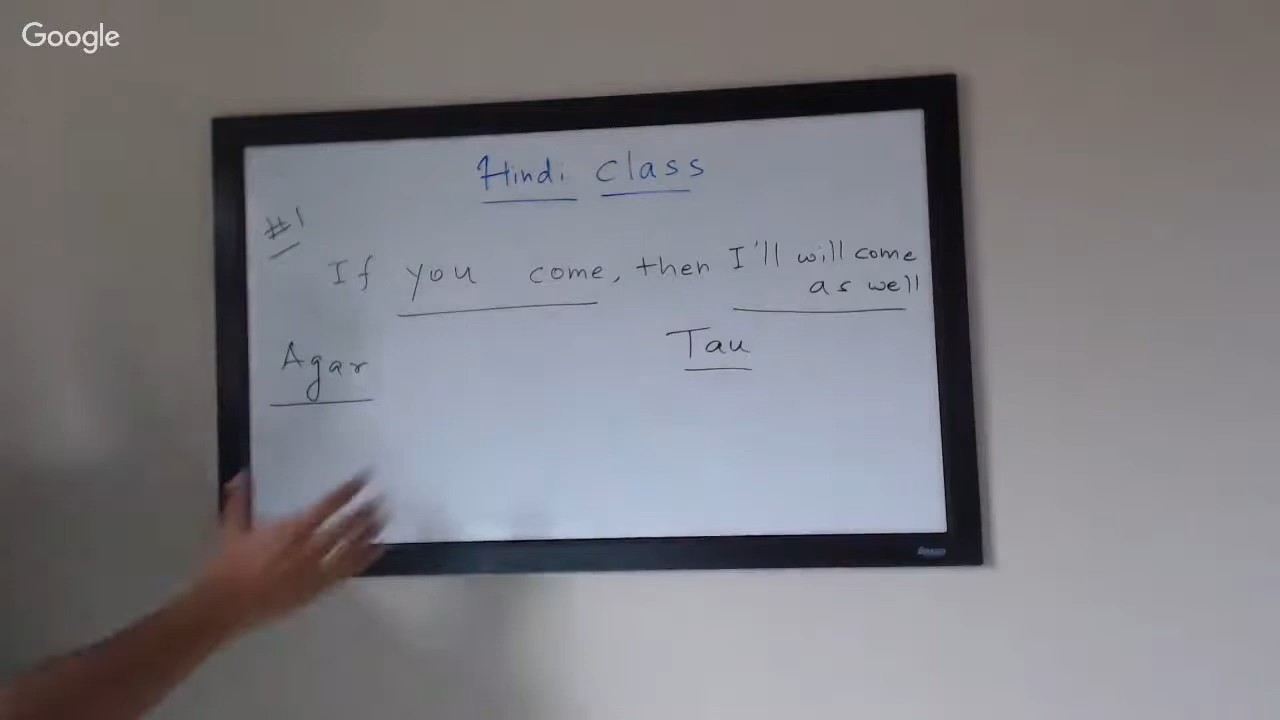 Google
Hindi Class
#1
If you come, then I'll will come
as well
Agar
Tau